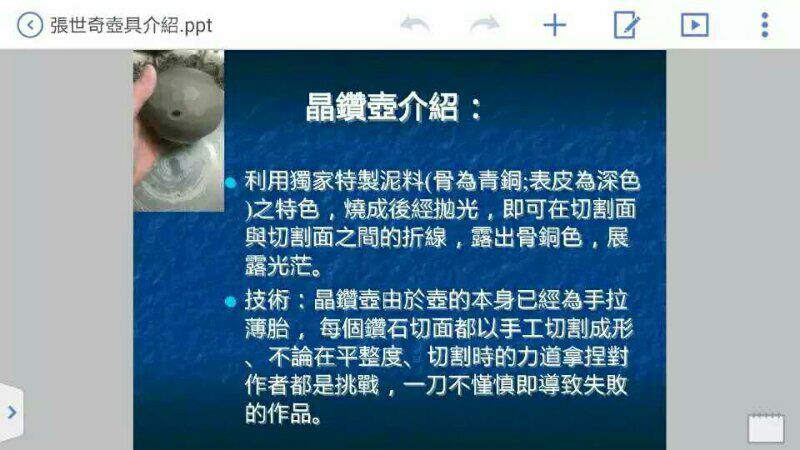 張世奇壺具介紹.ppt
晶鑽壺介紹：
利用獨家特製泥料(骨為青銅;表皮為深色
)之特色，燒成後經拋光，即可在切割面
與切割面之間的折線，露出骨銅色，展
露光茫。
技術：晶鑽壺由於壺的本身已經為手拉
薄胎， 每個鑽石切面都以手工切割成形
、不論在平整度、切割時的力道拿捏對
作者都是挑戰，一刀不慬慎即導致失敗
的作品。